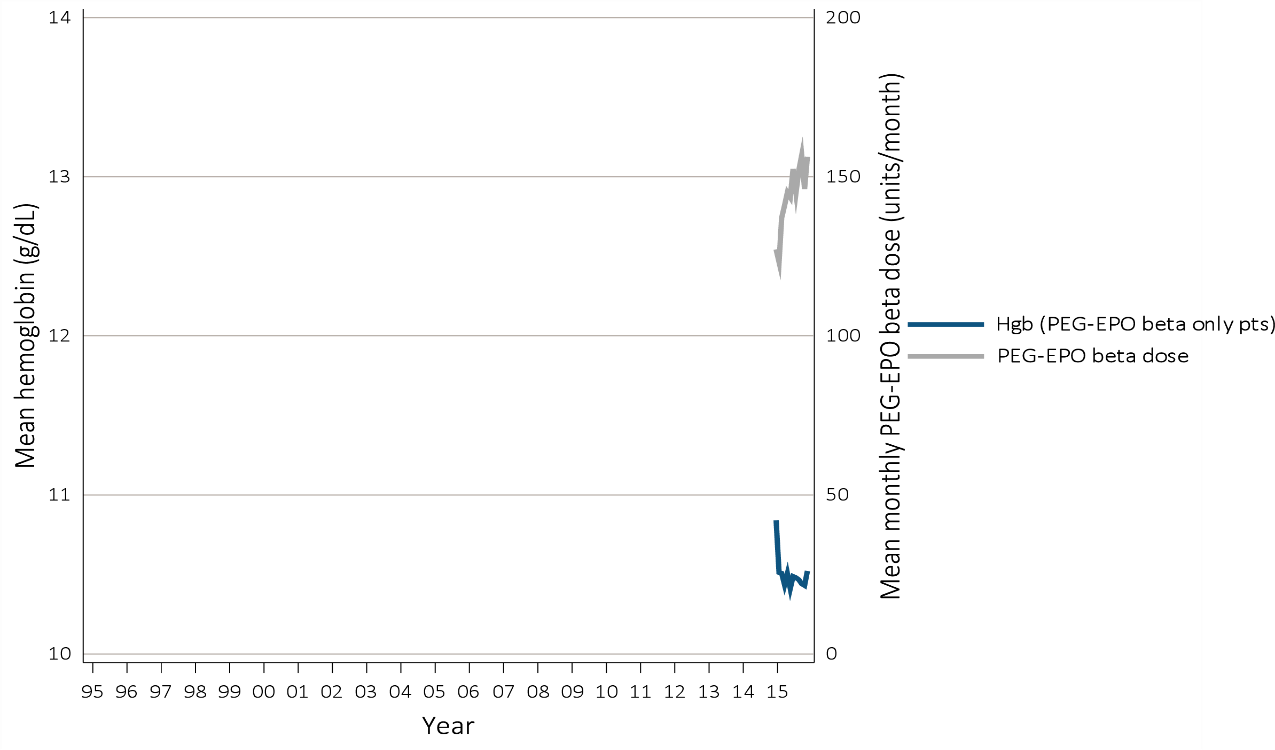 14
13
12
11
10
Mean hemoglobin (g/dL)
200
150
100
50
0
Mean monthly PEG-EPO beta dose (units/month)
Hgb (PEG-EPO beta only pts)
PEG-EPO beta dose
95 96 97 98 99 00 01 02 03 04 05 06 07 08 09 10 11 12 13 14 15
Year